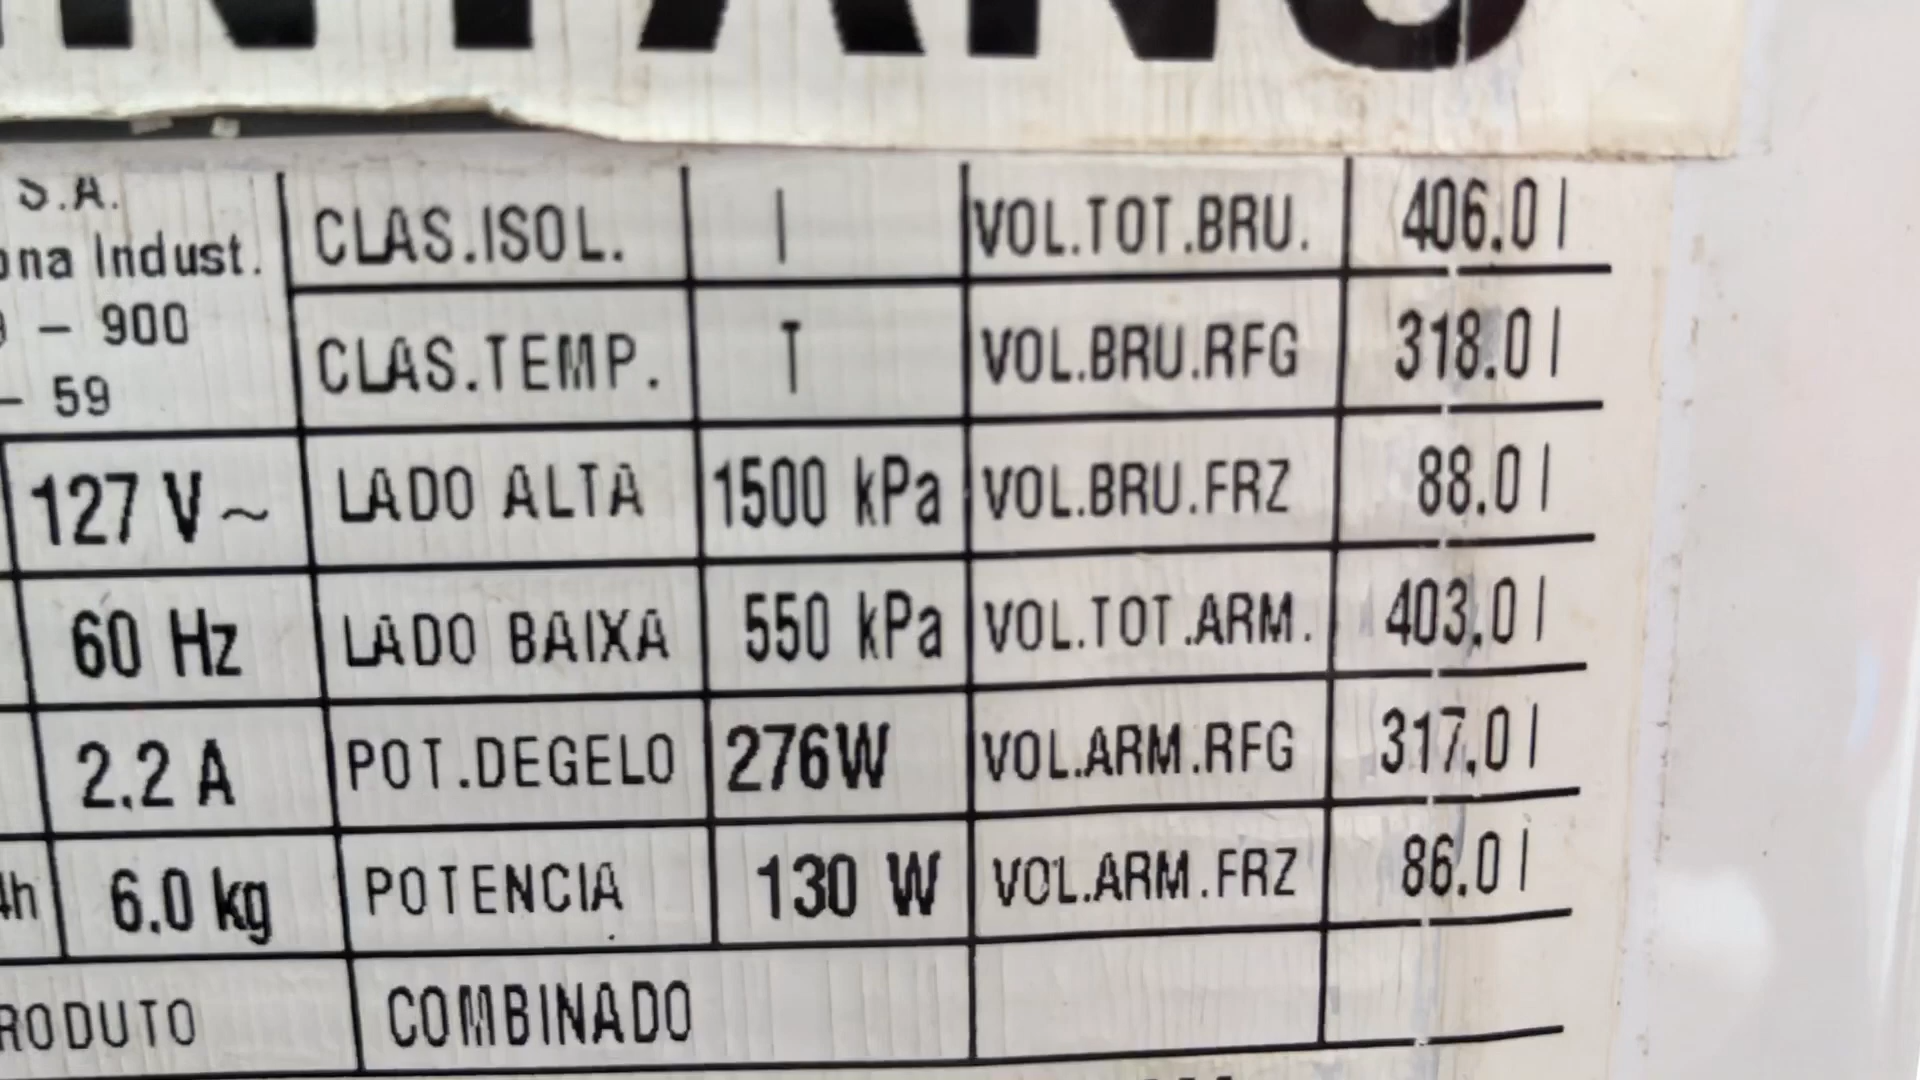 S.A.
Indust.
– 900
– 59
CLAS.ISOL. I VOL.TOT.BRU. 406.0 l
CLAS.TEMP. T VOL.BRU.RFG 318.0 l
127 V ~ LADO ALTA 1500 kPa VOL.BRU.FRZ 88.0 l
60 Hz LADO BAIXA 550 kPa VOL.TOT.ARM. 403.0 l
2.2 A POT.DEGELO 276W VOL.ARM.RFG 317.0 l
6.0 kg POTENCIA 130 W VOL.ARM.FRZ 86.0 l
RODUTO COMBINADO